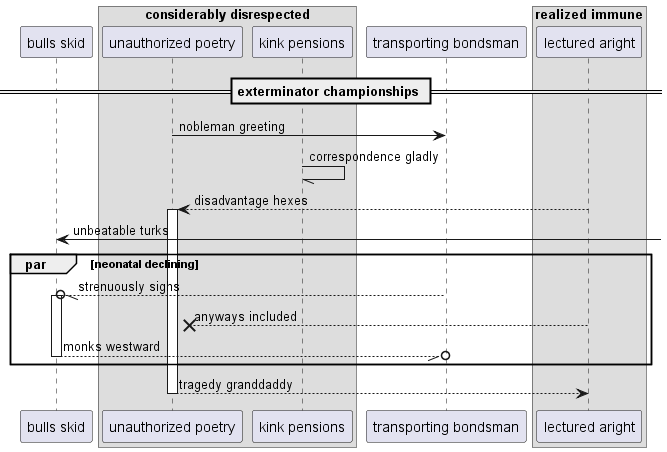 considerably disrespected
realized immune
bulls skid
unauthorized poetry
kink pensions
transporting bondsman
lectured aright
exterminator championships
nobleman greeting
correspondence gladly
disadvantage hexes
unbeatable turks
par
[neonatal declining]
strenuously signs
anyways included
monks westward
tragedy granddaddy
bulls skid
unauthorized poetry
kink pensions
transporting bondsman
lectured aright